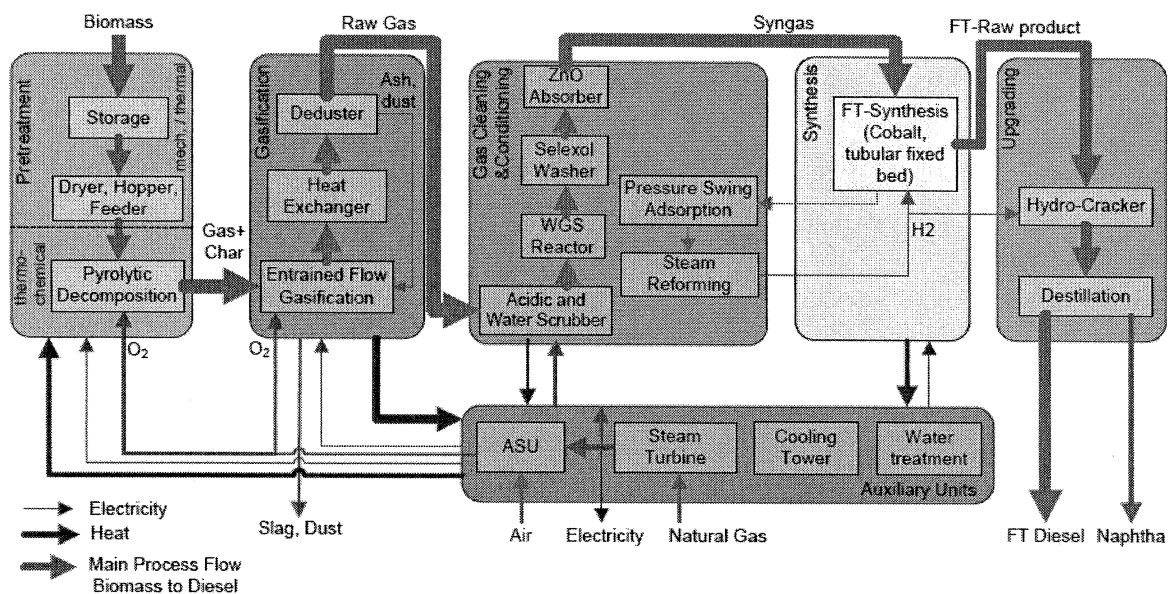 Biomass
Raw Gas
Syngas
FT-Raw product
Pretreatment
mech. / thermal
Storage
Dryer, Hopper,
Feeder
thermo-
chemical
Pyrolytic
Decomposition
O₂
Gas+
Char
Gasification
Ash,
dust
Deduster
Heat
Exchanger
Entrained Flow
Gasification
O₂
Gas Cleaning
&Conditioning
ZnO
Absorber
Selexol
Washer
WGS
Reactor
Acidic and
Water Scrubber
Pressure Swing
Adsorption
Steam
Reforming
Synthesis
FT-Synthesis
(Cobalt,
tubular fixed
bed)
H2
Upgrading
Hydro-Cracker
Destillation
ASU
Steam
Turbine
Cooling
Tower
Water
treatment
Auxiliary Units
Electricity
Heat
Main Process Flow
Biomass to Diesel
Slag, Dust
Air
Electricity
Natural Gas
FT Diesel
Naphtha